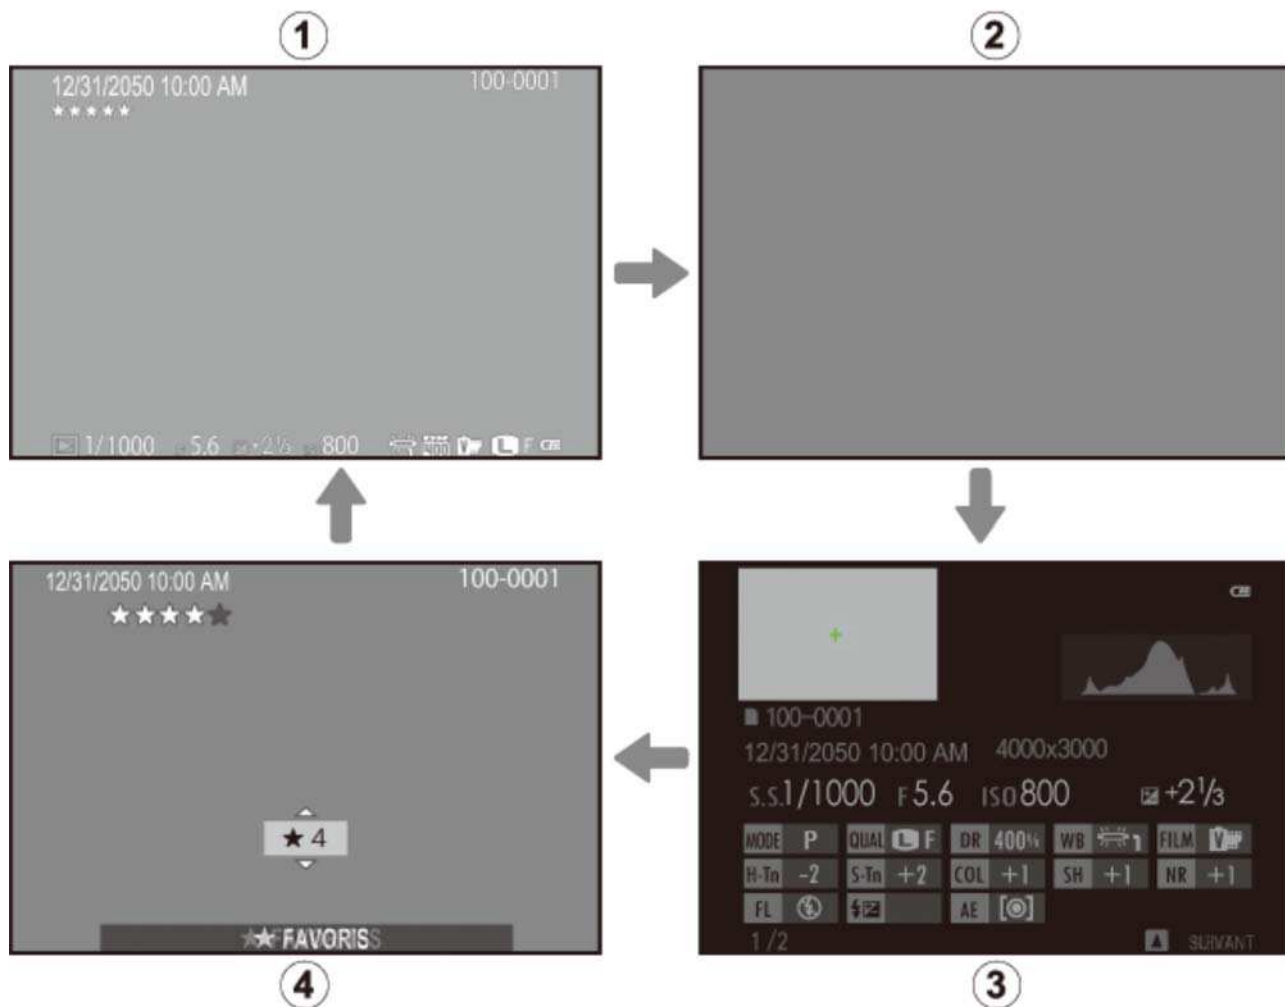 1
12/31/2050 10:00 AM 100-0001
1/1000 5.6 +2⅓ 800 F
2
12/31/2050 10:00 AM 100-0001
★ 4
★ FAVORIS
4
100-0001
12/31/2050 10:00 AM 4000x3000
S.S.1/1000 F5.6 ISO800 +2⅓
MODE P QUAL L F DR 400% WB 1 FILM V
H-Tn -2 S-Tn +2 COL +1 SH +1 NR +1
FL AE
1/2 SUIVANT
3